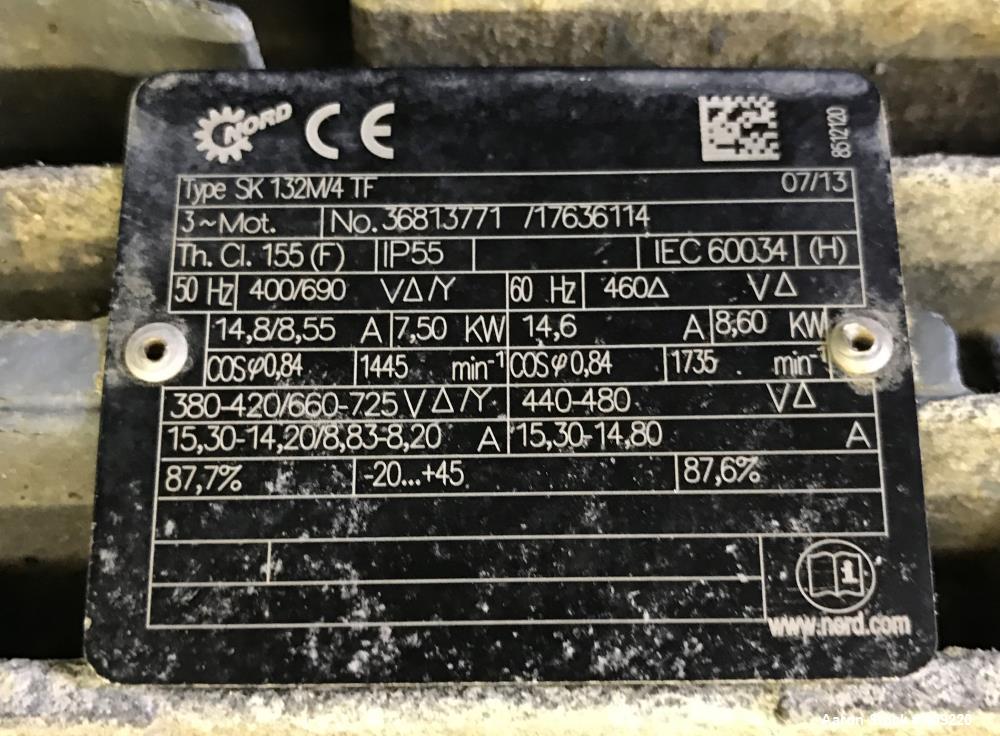 NORD CE
8512120
Type SK 132M/4 TF 07/13
3~Mot. No. 36813771 /17636114
Th. Cl. 155 (F) IP55 IEC 60034 (H)
50 Hz 400/690 VΔ/Y 60 Hz 460Δ VΔ
14,8/8,55 A 7,50 KW 14,6 A 8,60 KW
COSφ0,84 1445 min⁻¹ COSφ0,84 1735 min⁻¹
380-420/660-725 VΔ/Y 440-480 VΔ
15,30-14,20/8,83-8,20 A 15,30-14,80 A
87,7% -20...+45 87,6%
i
www.nord.com